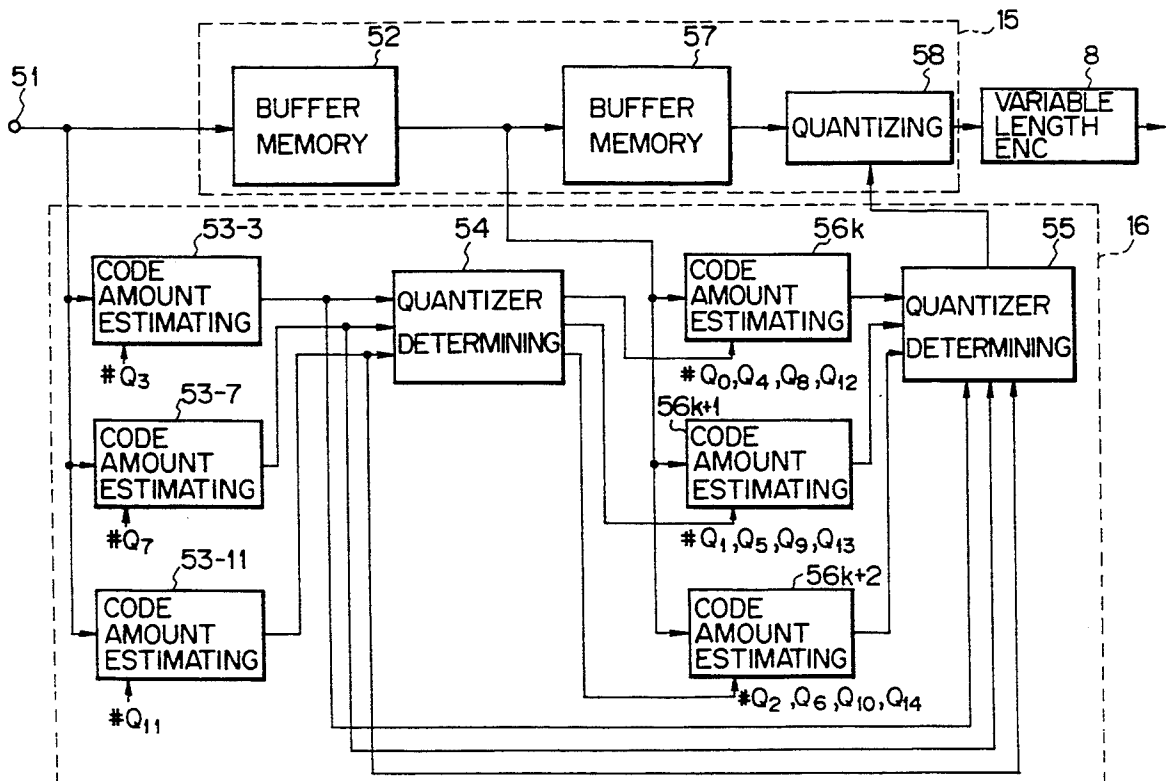 15
52
57
58
8
51
BUFFER
MEMORY
BUFFER
MEMORY
QUANTIZING
VARIABLE
LENGTH
ENC
16
53-3
54
56k
55
CODE
AMOUNT
ESTIMATING
QUANTIZER
DETERMINING
CODE
AMOUNT
ESTIMATING
QUANTIZER
DETERMINING
#Q3
#Q0,Q4,Q8,Q12
53-7
56k+1
CODE
AMOUNT
ESTIMATING
CODE
AMOUNT
ESTIMATING
#Q7
#Q1,Q5,Q9,Q13
53-11
56k+2
CODE
AMOUNT
ESTIMATING
CODE
AMOUNT
ESTIMATING
#Q11
#Q2,Q6,Q10,Q14